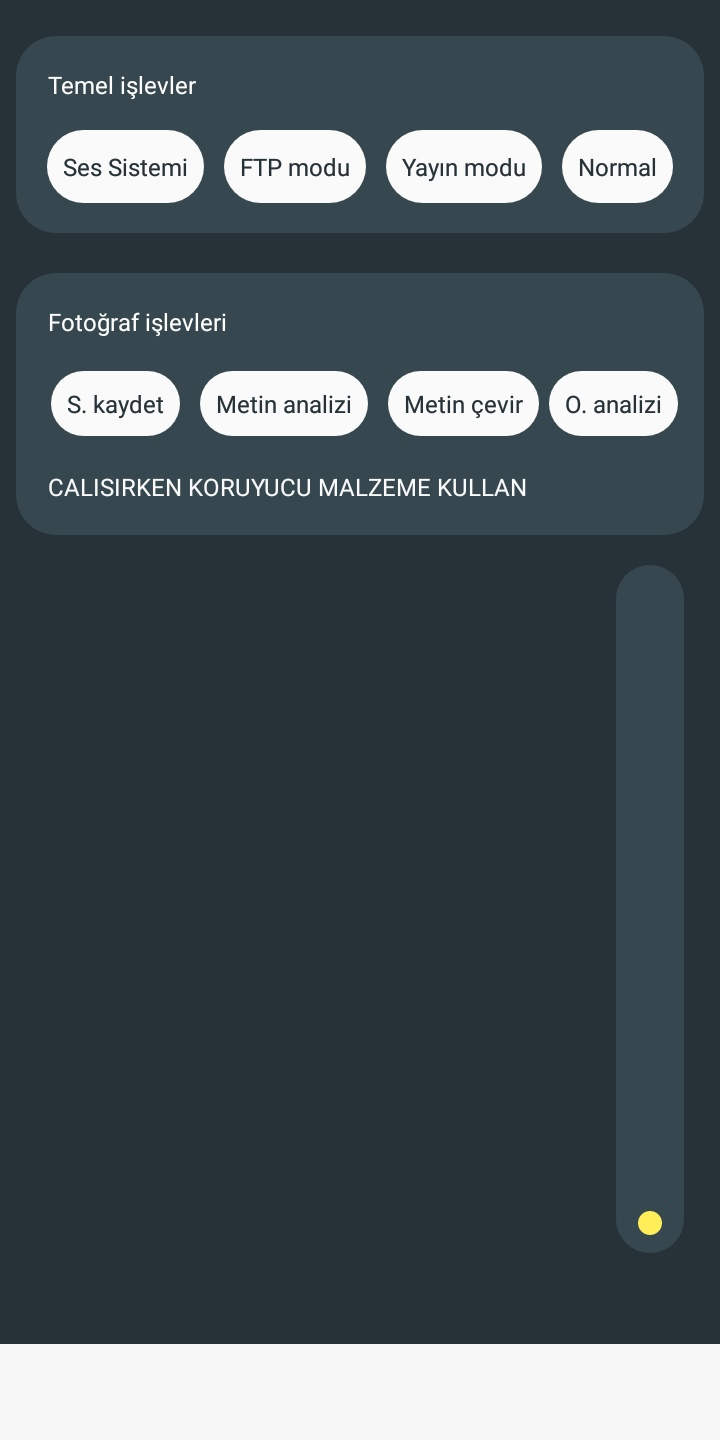 Temel işlevler
Ses Sistemi FTP modu Yayın modu Normal
Fotoğraf işlevleri
S. kaydet Metin analizi Metin çevir O. analizi
CALISIRKEN KORUYUCU MALZEME KULLAN